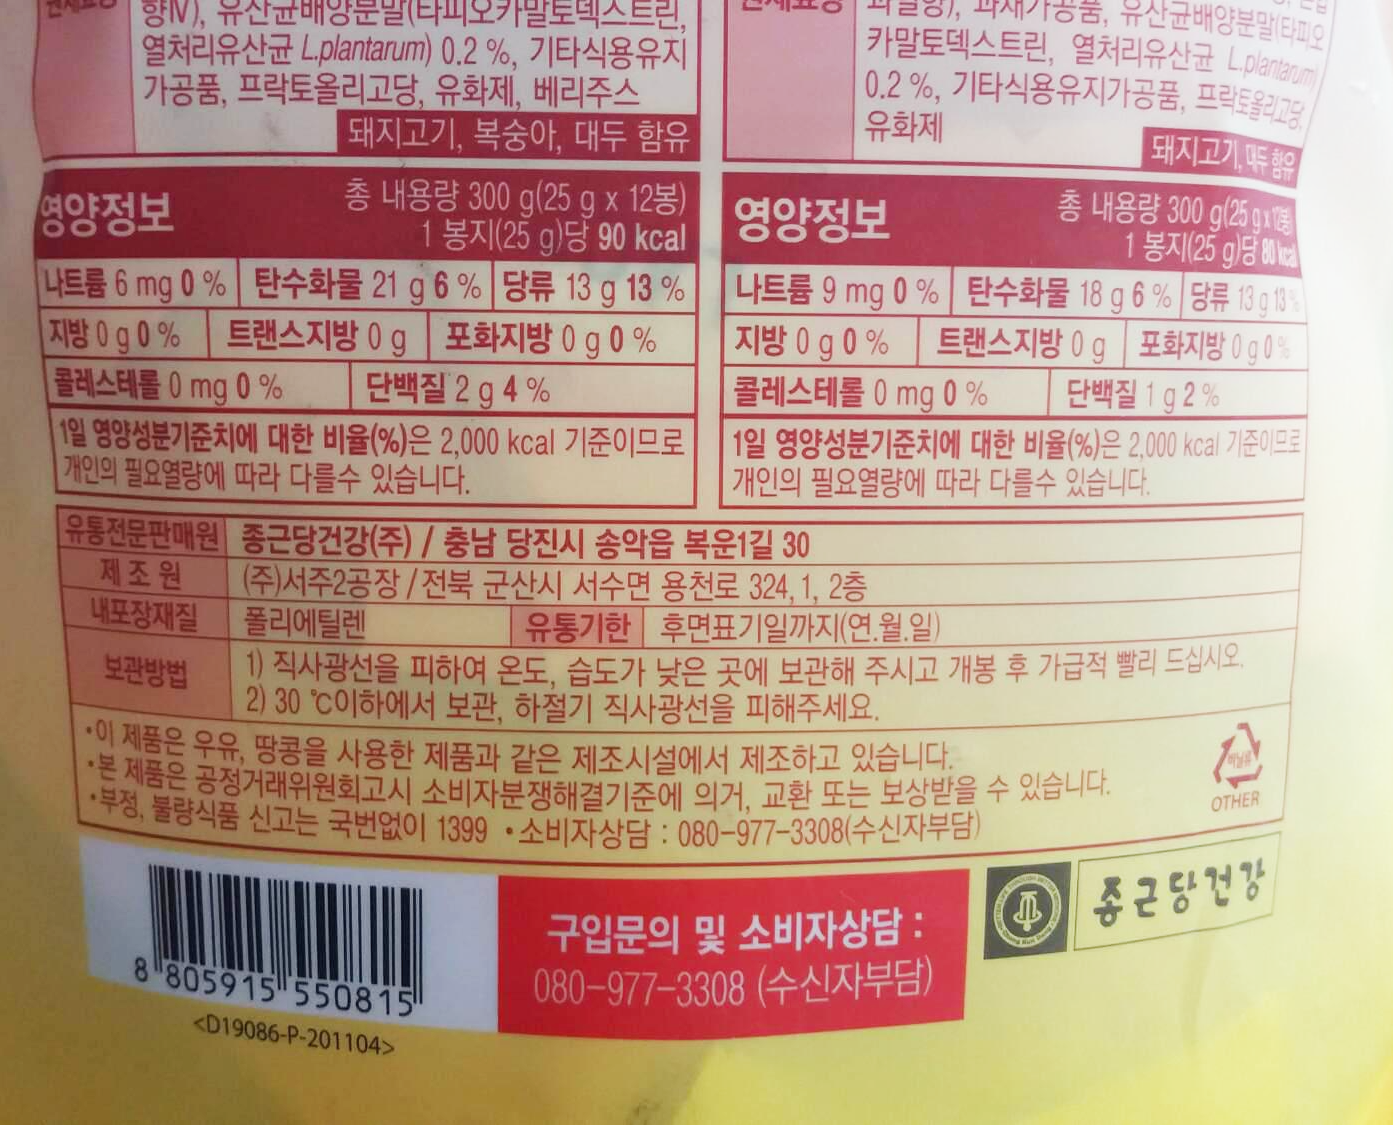 향Ⅳ), 유산균배양분말(타피오카말토덱스트린,
열처리유산균 L.plantarum) 0.2 %, 기타식용유지
가공품, 프락토올리고당, 유화제, 베리주스
돼지고기, 복숭아, 대두 함유
과일향), 과채가공품, 유산균배양분말(타피오
카말토덱스트린, 열처리유산균 L.plantarum)
0.2 %, 기타식용유지가공품, 프락토올리고당,
유화제
돼지고기, 대두 함유
영양정보
총 내용량 300 g(25 g x 12봉)
1 봉지(25 g)당 90 kcal
나트륨 6 mg 0 % 탄수화물 21 g 6 % 당류 13 g 13 %
지방 0 g 0 % 트랜스지방 0 g 포화지방 0 g 0 %
콜레스테롤 0 mg 0 % 단백질 2 g 4 %
1일 영양성분기준치에 대한 비율(%)은 2,000 kcal 기준이므로
개인의 필요열량에 따라 다를수 있습니다.
영양정보
총 내용량 300 g(25 g x 12봉)
1 봉지(25 g)당 80 kcal
나트륨 9 mg 0 % 탄수화물 18 g 6 % 당류 13 g 13 %
지방 0 g 0 % 트랜스지방 0 g 포화지방 0 g 0 %
콜레스테롤 0 mg 0 % 단백질 1 g 2 %
1일 영양성분기준치에 대한 비율(%)은 2,000 kcal 기준이므로
개인의 필요열량에 따라 다를수 있습니다.
유통전문판매원 종근당건강(주) / 충남 당진시 송악읍 복운1길 30
제 조 원 (주)서주2공장 / 전북 군산시 서수면 용천로 324, 1, 2층
내포장재질 폴리에틸렌 유통기한 후면표기일까지(연.월.일)
보관방법 1) 직사광선을 피하여 온도, 습도가 낮은 곳에 보관해 주시고 개봉 후 가급적 빨리 드십시오.
2) 30 ℃이하에서 보관, 하절기 직사광선을 피해주세요.
•이 제품은 우유, 땅콩을 사용한 제품과 같은 제조시설에서 제조하고 있습니다.
•본 제품은 공정거래위원회고시 소비자분쟁해결기준에 의거, 교환 또는 보상받을 수 있습니다.
•부정, 불량식품 신고는 국번없이 1399 •소비자상담 : 080-977-3308(수신자부담)
비닐류
OTHER
8 805915 550815
<D19086-P-201104>
구입문의 및 소비자상담 :
080-977-3308 (수신자부담)
종근당건강